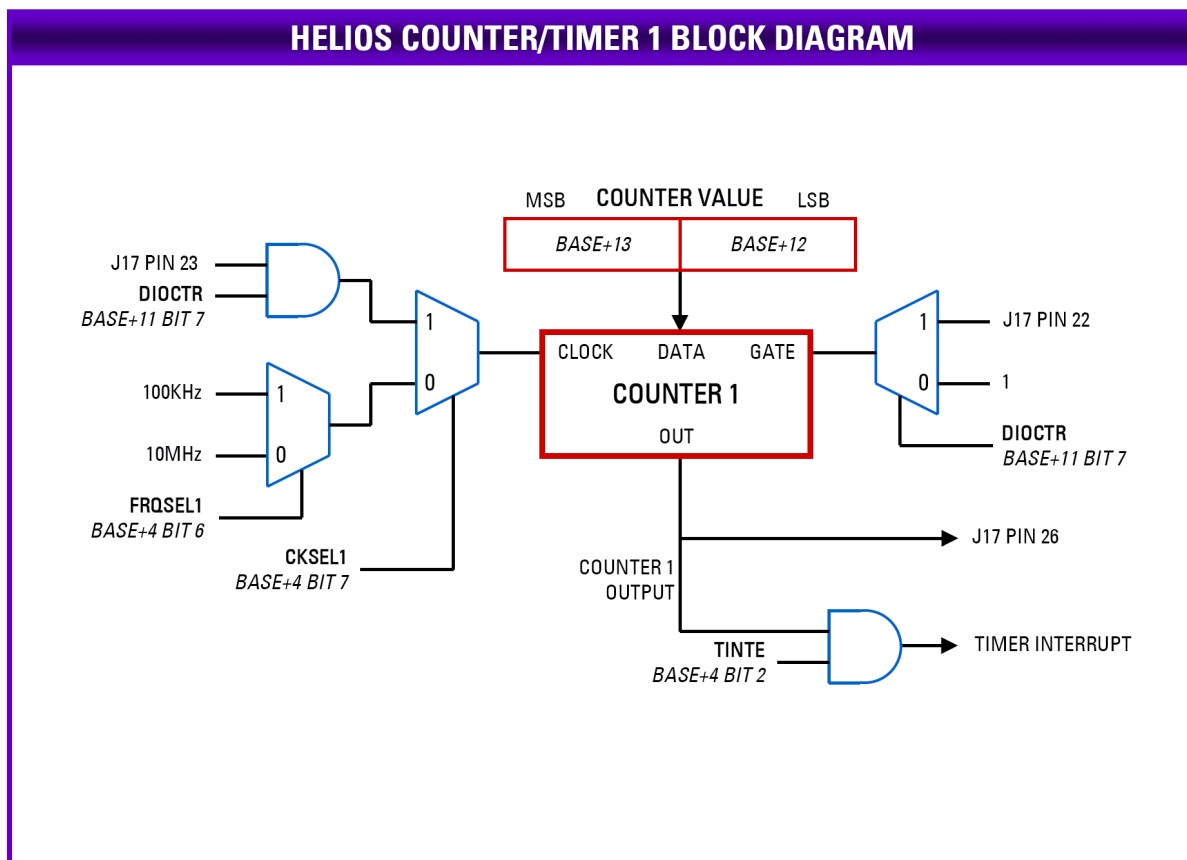 HELIOS COUNTER/TIMER 1 BLOCK DIAGRAM
MSB COUNTER VALUE LSB
BASE+13 BASE+12
J17 PIN 23
DIOCTR
BASE+11 BIT 7
1
0
100KHz
10MHz
1
0
FRQSEL1
BASE+4 BIT 6
CKSEL1
BASE+4 BIT 7
CLOCK DATA GATE
COUNTER 1
OUT
1
0
J17 PIN 22
1
DIOCTR
BASE+11 BIT 7
J17 PIN 26
COUNTER 1
OUTPUT
TINTE
BASE+4 BIT 2
TIMER INTERRUPT